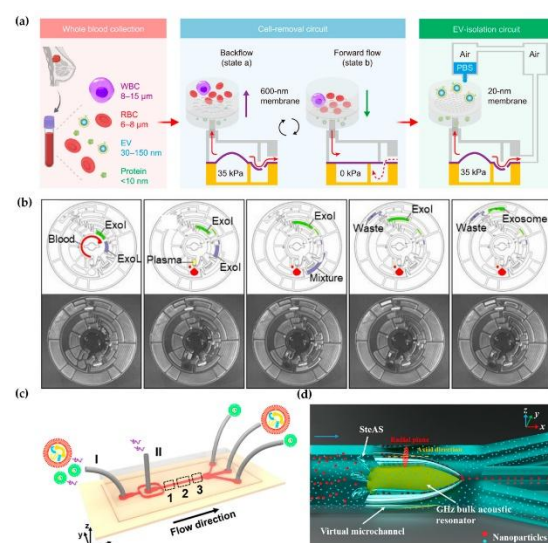 (a)
Whole blood collection
Cell-removal circuit
EV-isolation circuit
WBC
8–15 μm
RBC
6–8 μm
EV
30–150 nm
Protein
<10 nm
Backflow
(state a)
600-nm
membrane
Forward flow
(state b)
35 kPa
0 kPa
Air
PBS
Air
20-nm
membrane
35 kPa
(b)
Blood
ExoI
ExoL
ExoI
Plasma
ExoI
ExoI
Mixture
Waste
ExoI
Waste
Exosome
(c)
I
II
1 2 3
Flow direction
z
y
(d)
SteAS
Radial plane
Axial direction
GHz bulk acoustic
resonator
Virtual microchannel
Nanoparticles
z
y
x